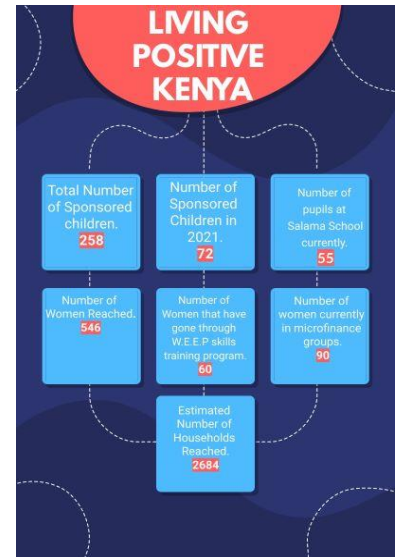 LIVING
POSITIVE
KENYA
Total Number
of Sponsored
children.
258
Number of
Sponsored
Children in
2021.
72
Number of
pupils at
Salama School
currently.
55
Number of
Women Reached.
546
Number of
Women that have
gone through
W.E.E.P skills
training program.
60
Number of
women currently
in microfinance
groups.
90
Estimated
Number of
Households
Reached.
2684